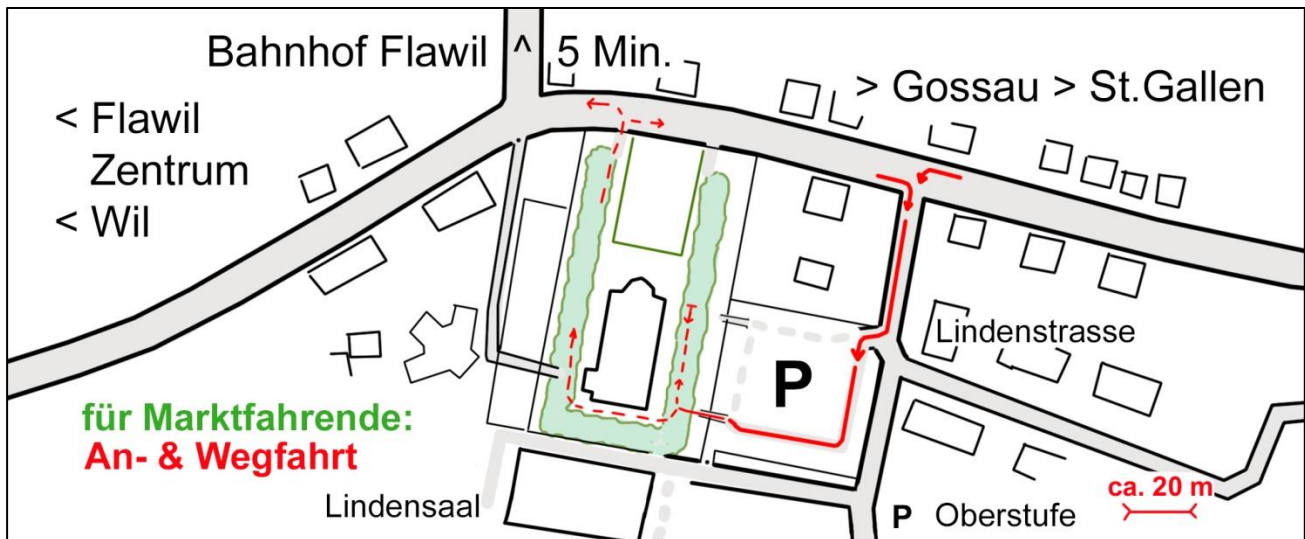 Bahnhof Flawil ^ 5 Min.
< Flawil
Zentrum
< Wil
> Gossau > St.Gallen
Lindenstrasse
P
für Marktfahrende:
An- & Wegfahrt
Lindensaal
P Oberstufe
ca. 20 m